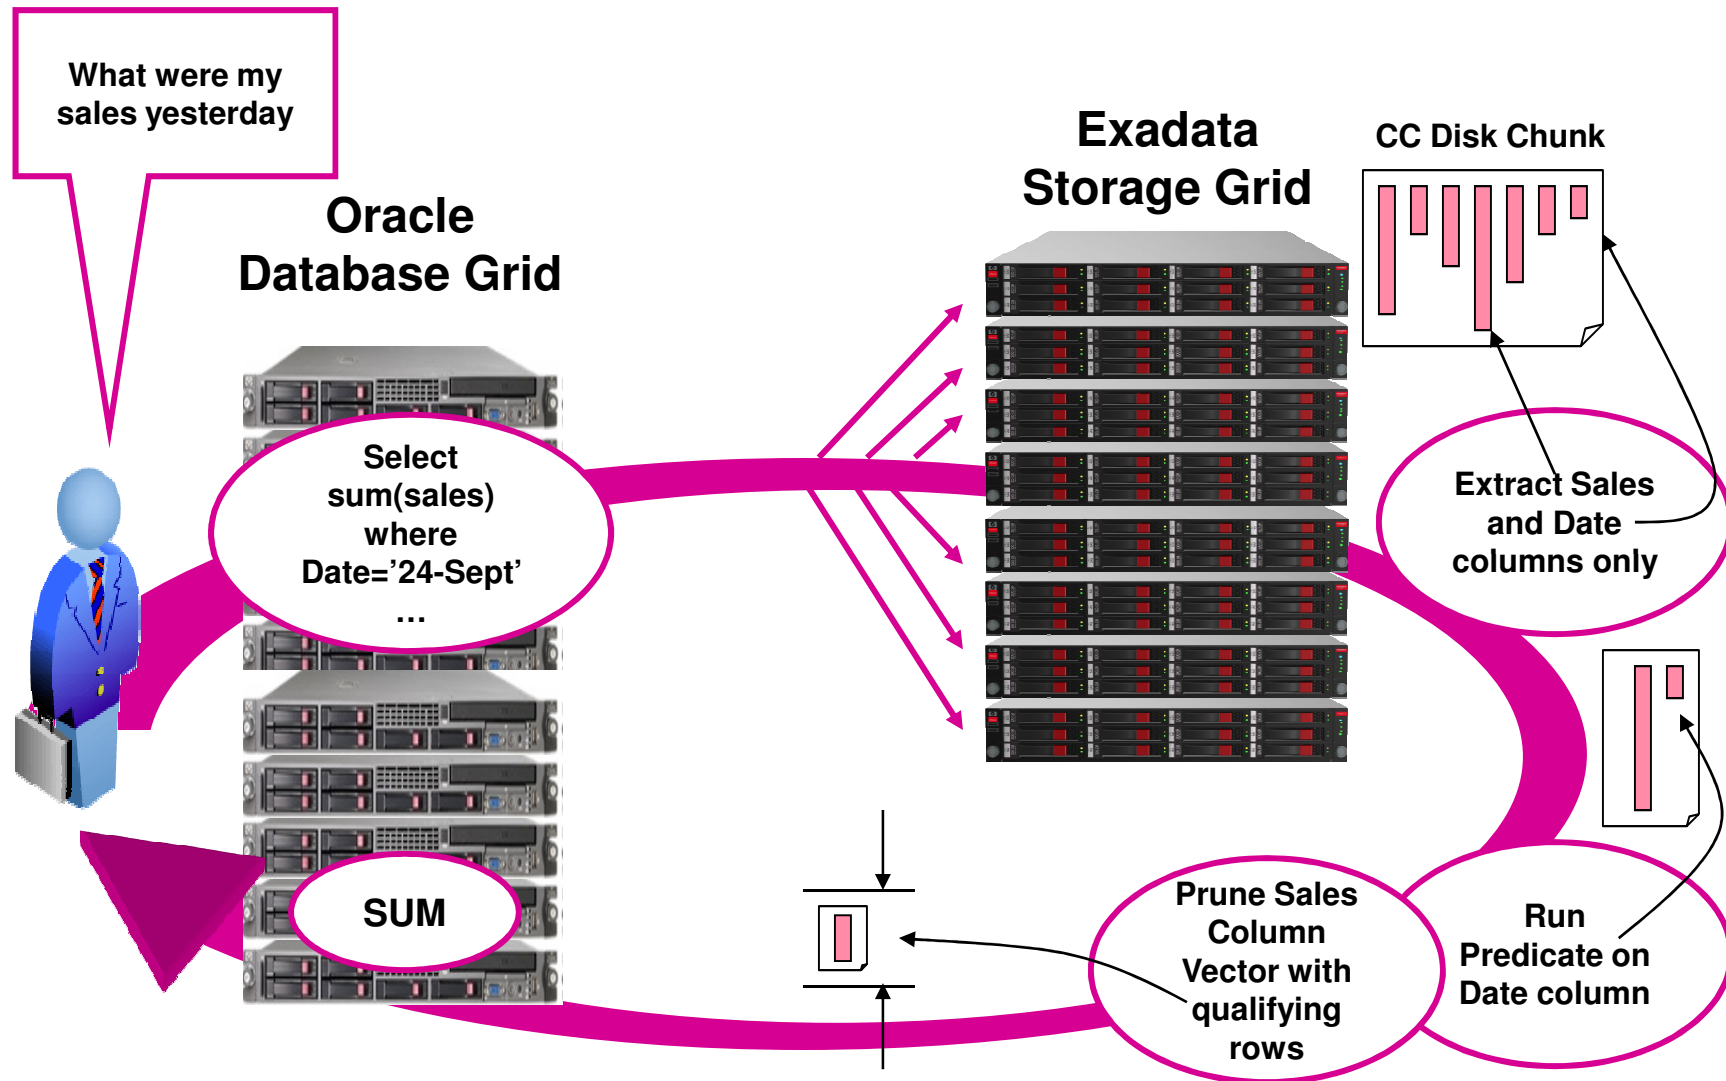 What were my
sales yesterday
Oracle
Database Grid
Exadata
Storage Grid
CC Disk Chunk
Select
sum(sales)
where
Date=’24-Sept’
…
Extract Sales
and Date
columns only
Run
Predicate on
Date column
Prune Sales
Column
Vector with
qualifying
rows
SUM